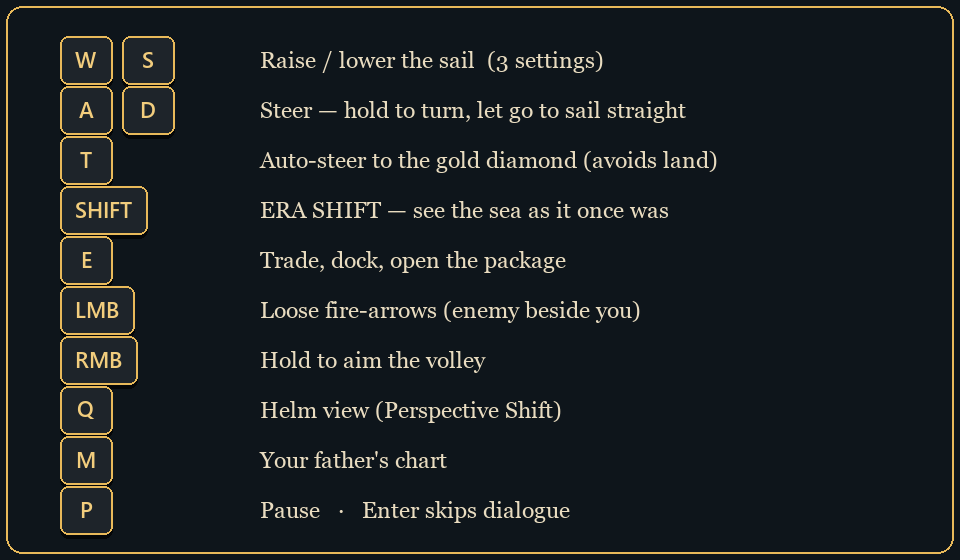 W S Raise / lower the sail (3 settings)
A D Steer — hold to turn, let go to sail straight
T Auto-steer to the gold diamond (avoids land)
SHIFT ERA SHIFT — see the sea as it once was
E Trade, dock, open the package
LMB Loose fire-arrows (enemy beside you)
RMB Hold to aim the volley
Q Helm view (Perspective Shift)
M Your father's chart
P Pause · Enter skips dialogue